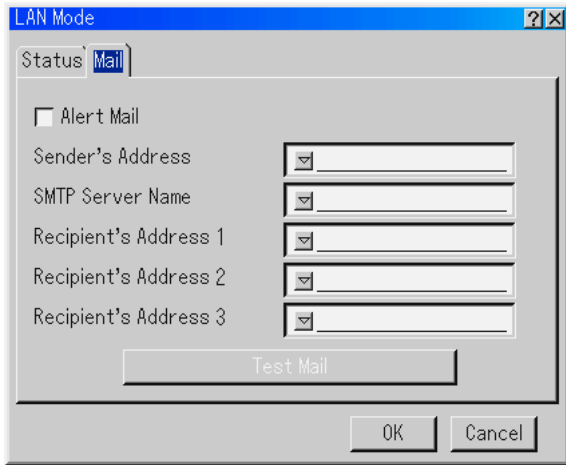 LAN Mode
Status Mail
Alert Mail
Sender's Address
SMTP Server Name
Recipient's Address 1
Recipient's Address 2
Recipient's Address 3
Test Mail
OK Cancel